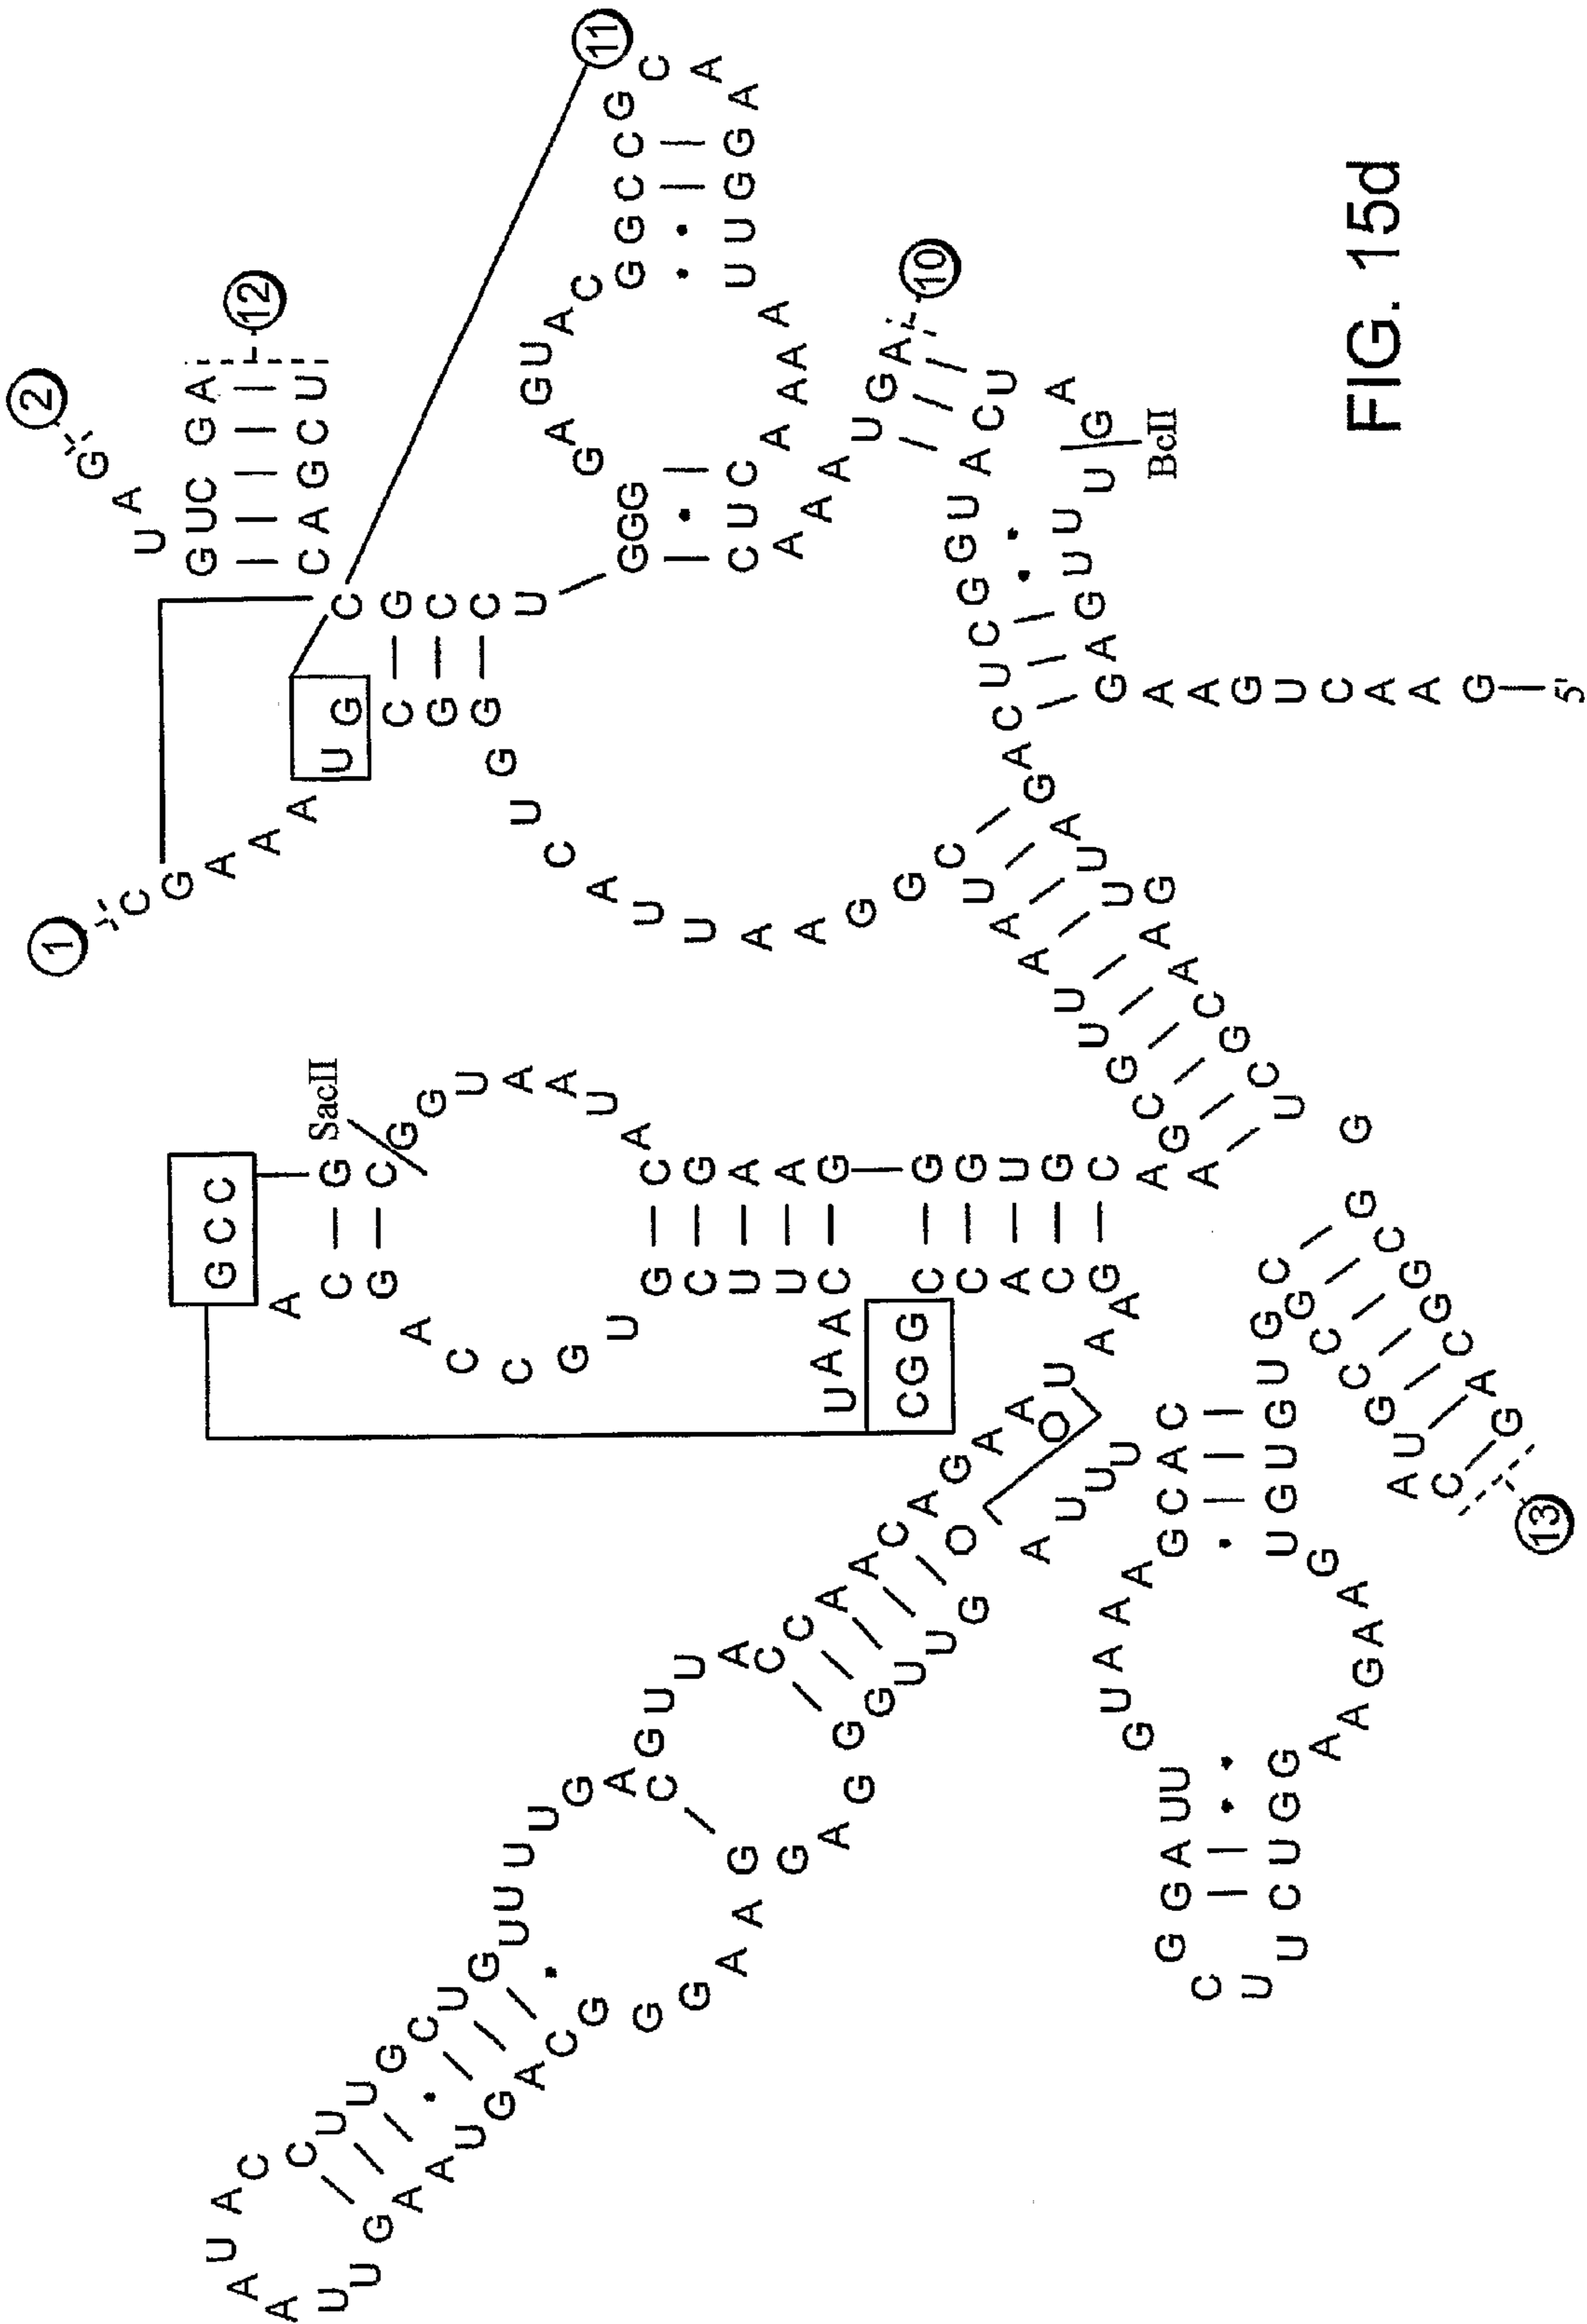 1
2
12
11
10
13
C G A A A U G
C G G G U C A U U A A G G C U A A U U G C G A
G A U G U C G A
C A G C U
C G C C U G G G G A G U A C G G C C G C A A G G U U A A A A C U C A A A U G A
G A A C U G A A G G A G U U U G A U C A U G G C U C A G
A U U G A A C G C U G G C G G C A G
SacII
BclI
G C C
C G G
G C G G U A A U A C G A A G G G U G C A
A C G A C C G U G C U U C
A A U
C C A C G A A U
A A G A C A A C C A U U G A C
G U U U U G U C G U U C C A U A A U U G A A U G A C G G G A A G G A G G G U U G
A U U U
C A C G A A A U G U U A G G C U U C U G G A A G A A G U G U G U G C
G C C G U A C
5'
FIG. 15d